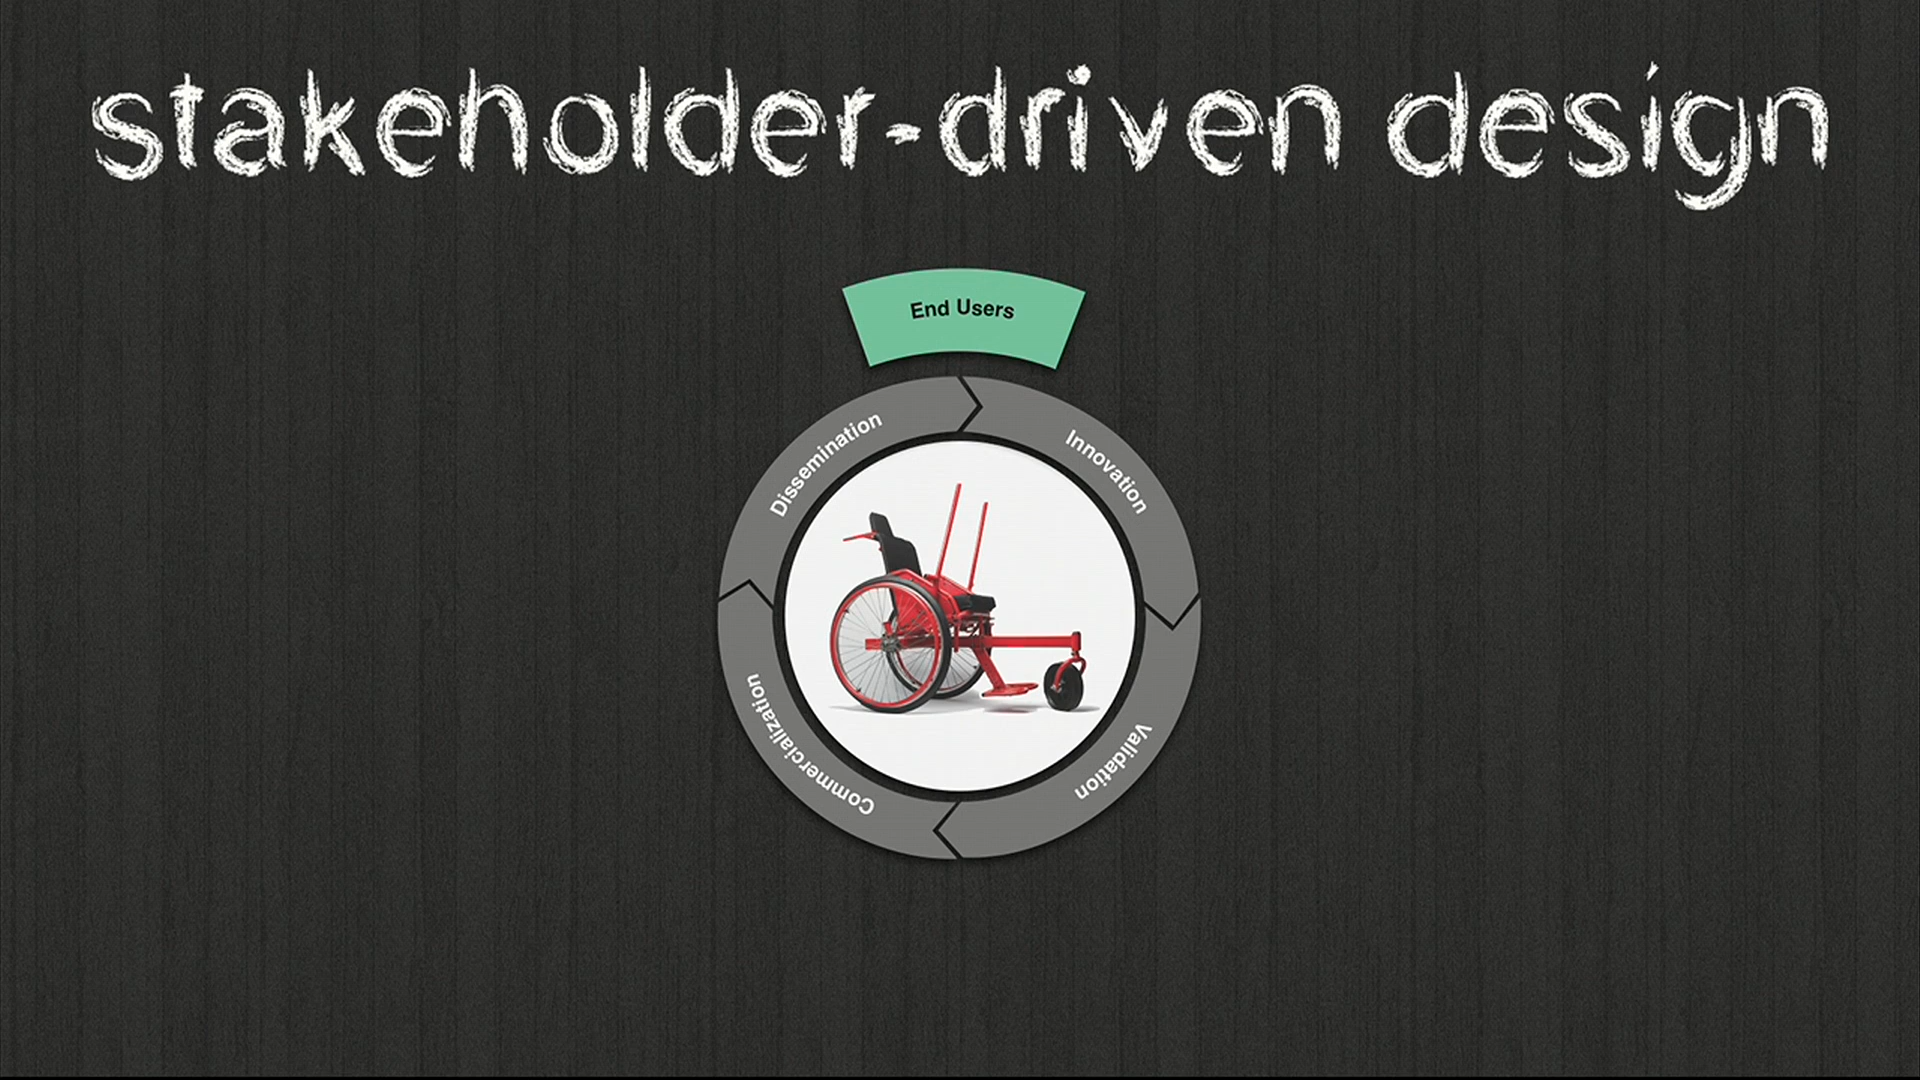 stakeholder-driven design
End Users
Dissemination
Innovation
Commercialization
Validation